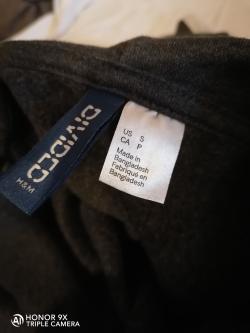 DIVIDED
H&M
US S
CA P
Made in
Bangladesh
Fabriqué en
Bangladesh
HONOR 9X
TRIPLE CAMERA